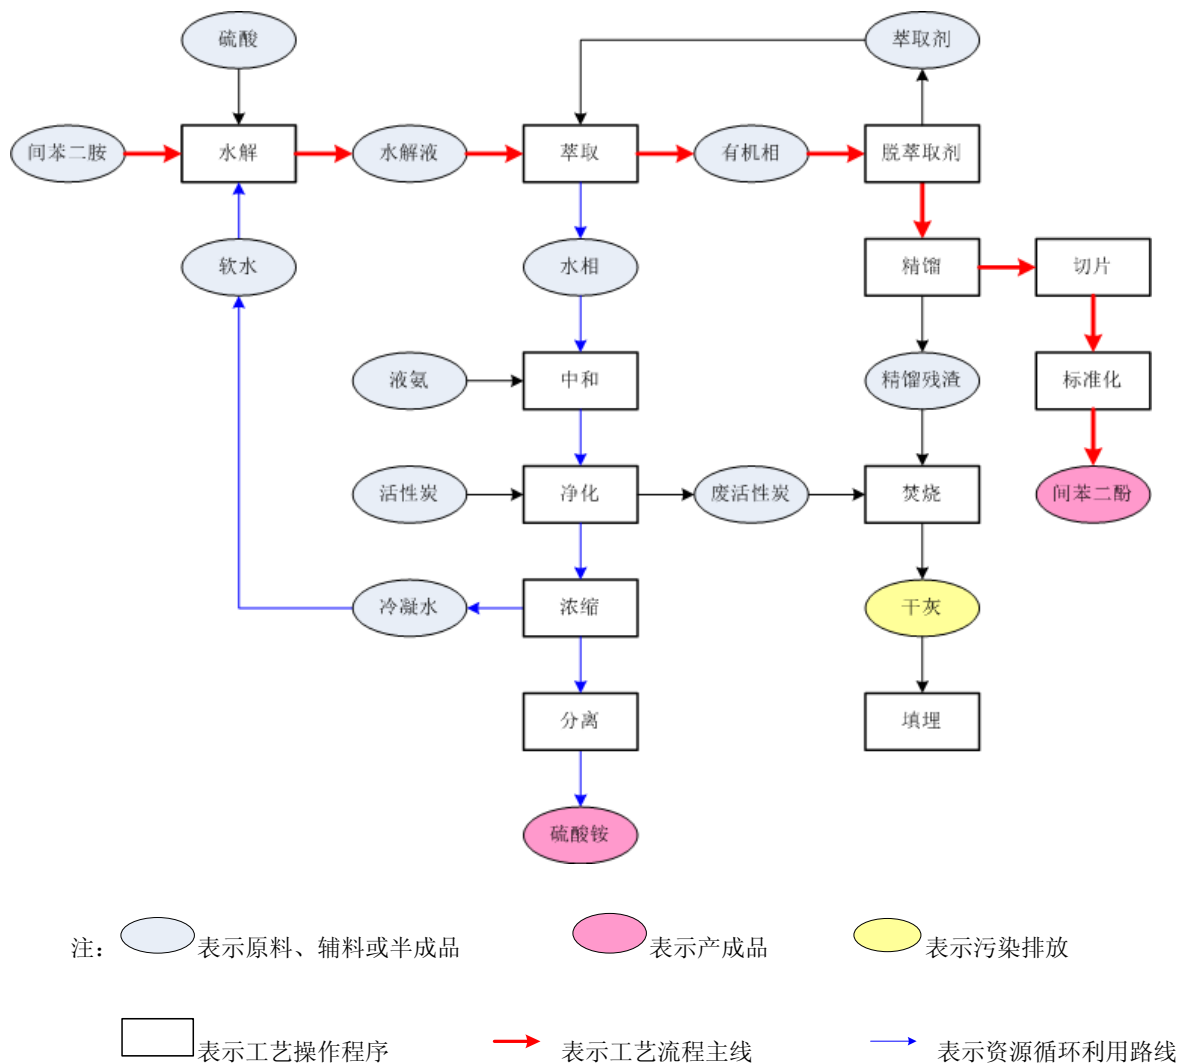 硫酸
萃取剂
间苯二胺
水解
水解液
萃取
有机相
脱萃取剂
软水
水相
精馏
切片
液氨
中和
精馏残渣
标准化
活性炭
净化
废活性炭
焚烧
间苯二酚
冷凝水
浓缩
干灰
分离
填埋
硫酸铵
注： 表示原料、辅料或半成品 表示产成品 表示污染排放
表示工艺操作程序 表示工艺流程主线 表示资源循环利用路线